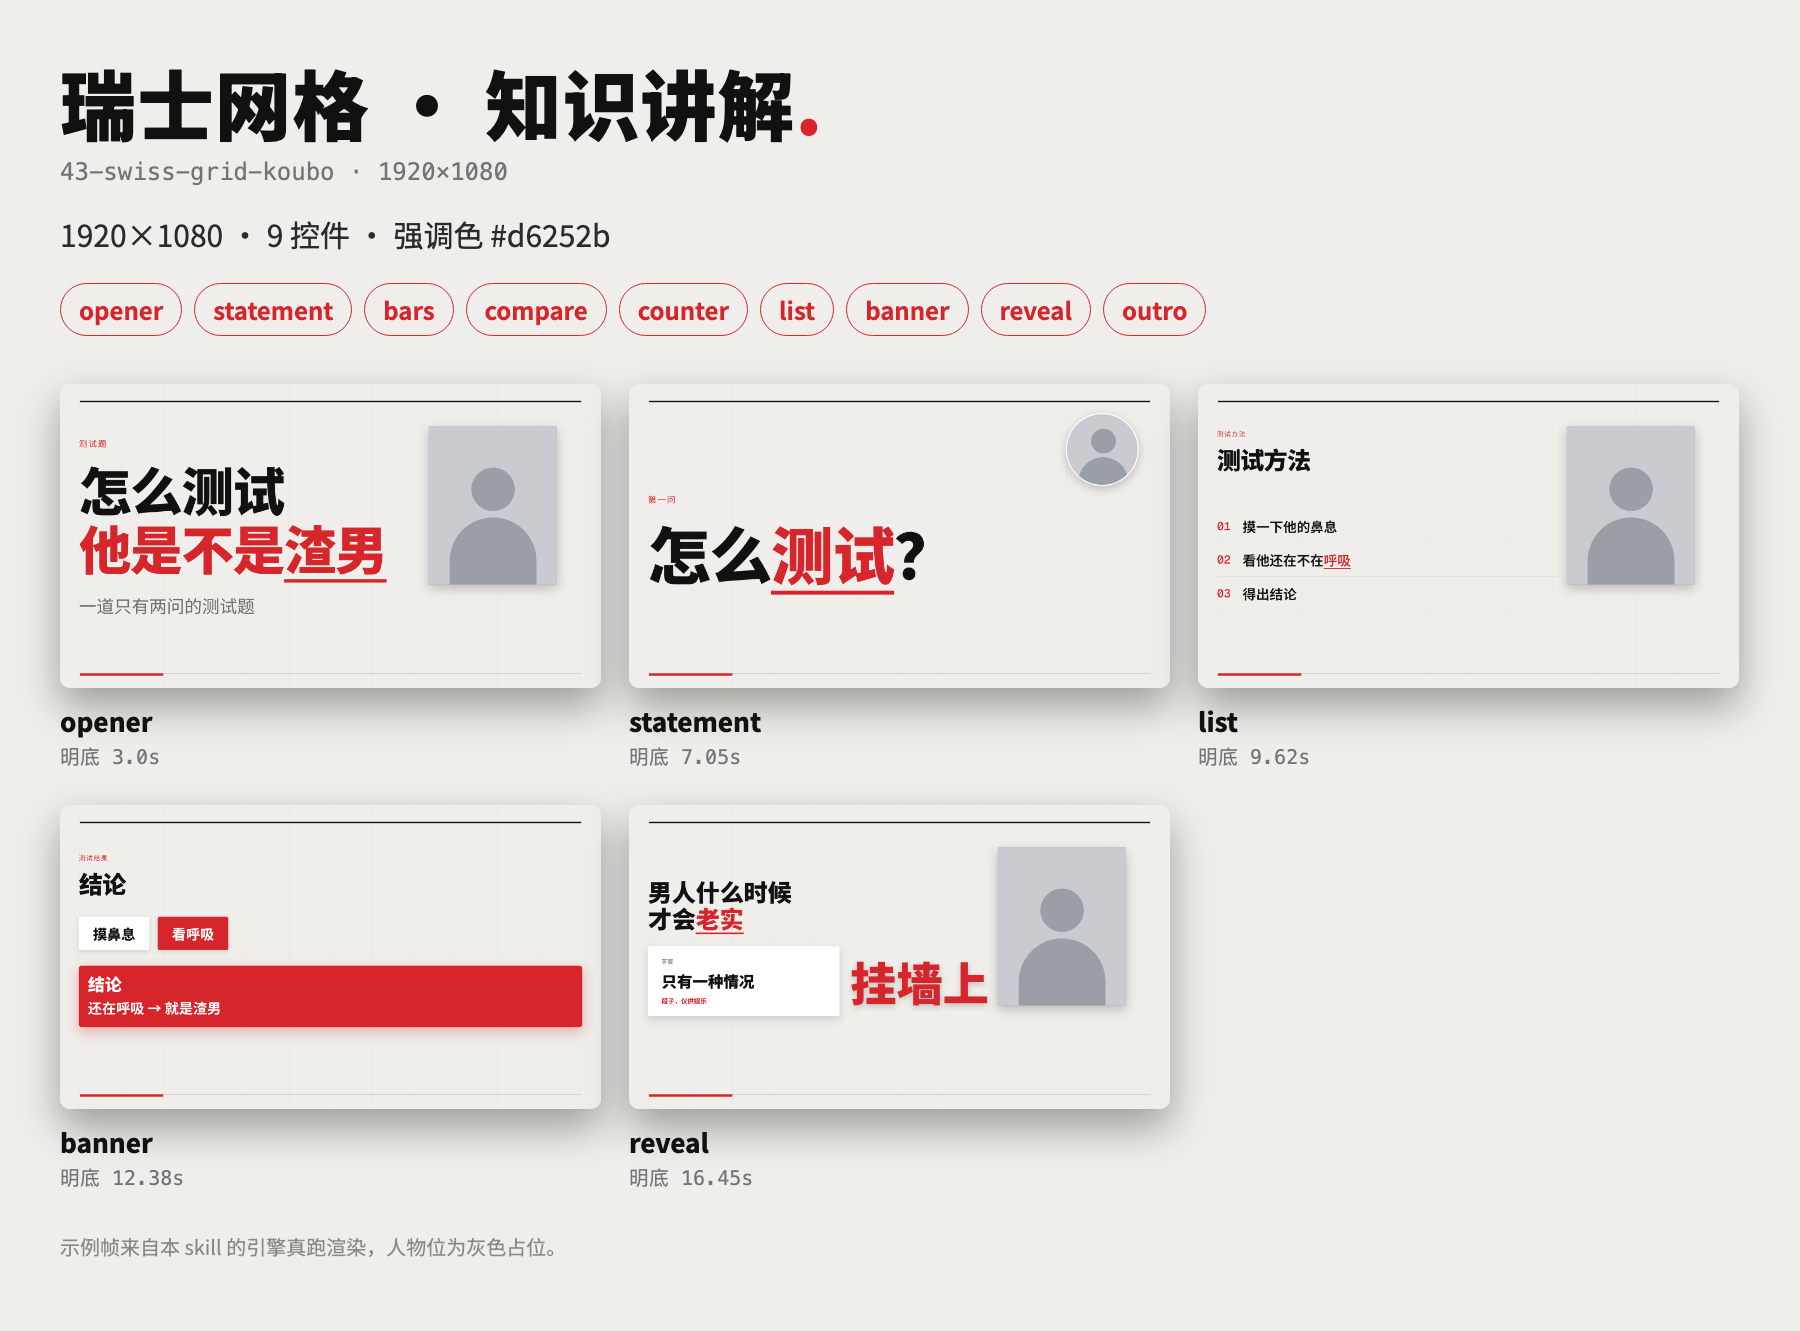 瑞士网格 · 知识讲解.
43-swiss-grid-koubo · 1920×1080
1920×1080 · 9 控件 · 强调色 #d6252b
opener statement bars compare counter list banner reveal outro
测试题
怎么测试
他是不是渣男
一道只有两问的测试题
opener
明底 3.0s
第一问
怎么测试?
statement
明底 7.05s
测试方法
测试方法
01 摸一下他的鼻息
02 看他还在不在呼吸
03 得出结论
list
明底 9.62s
测试结果
结论
摸鼻息 看呼吸
结论
还在呼吸 → 就是渣男
banner
明底 12.38s
男人什么时候
才会老实
答案
只有一种情况
段子，仅供娱乐
挂墙上
reveal
明底 16.45s
示例帧来自本 skill 的引擎真跑渲染，人物位为灰色占位。